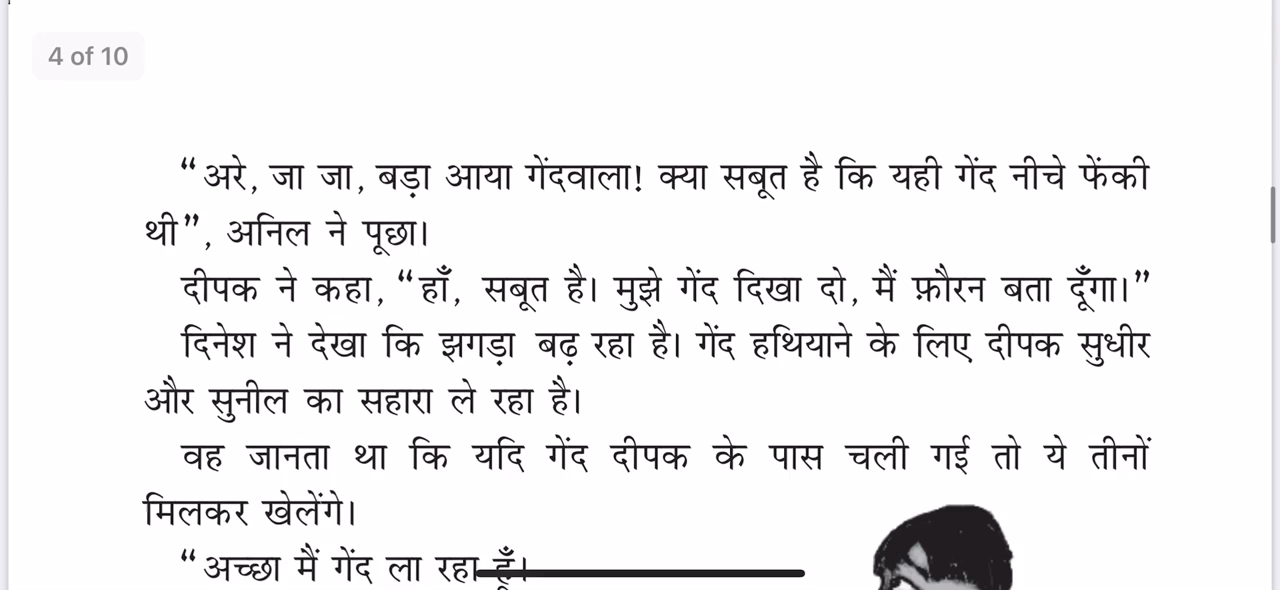 4 of 10
“अरे, जा जा, बड़ा आया गेंदवाला! क्या सबूत है कि यही गेंद नीचे फेंकी
थी”, अनिल ने पूछा।
दीपक ने कहा, “हाँ, सबूत है। मुझे गेंद दिखा दो, मैं फ़ौरन बता दूँगा।”
दिनेश ने देखा कि झगड़ा बढ़ रहा है। गेंद हथियाने के लिए दीपक सुधीर
और सुनील का सहारा ले रहा है।
वह जानता था कि यदि गेंद दीपक के पास चली गई तो ये तीनों
मिलकर खेलेंगे।
“अच्छा मैं गेंद ला रहा हूँ।